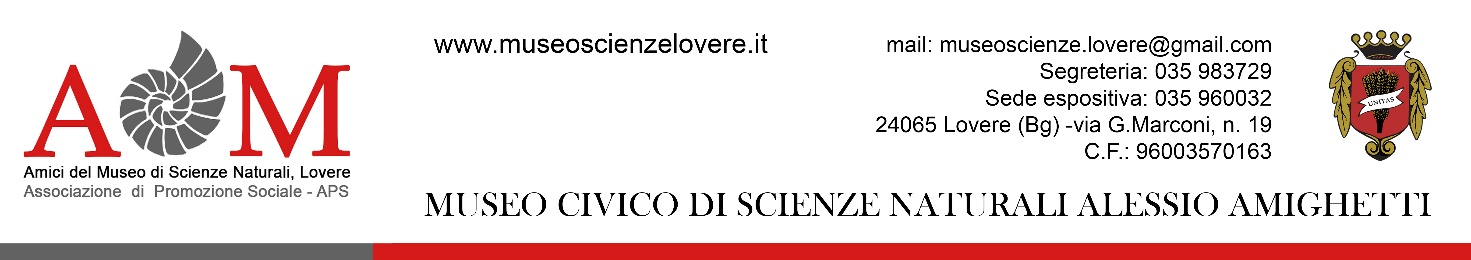 AM
Amici del Museo di Scienze Naturali, Lovere
Associazione di Promozione Sociale - APS
www.museoscienzelovere.it
mail: museoscienze.lovere@gmail.com
Segreteria: 035 983729
Sede espositiva: 035 960032
24065 Lovere (Bg) -via G.Marconi, n. 19
C.F.: 96003570163
UNITAS
MUSEO CIVICO DI SCIENZE NATURALI ALESSIO AMIGHETTI